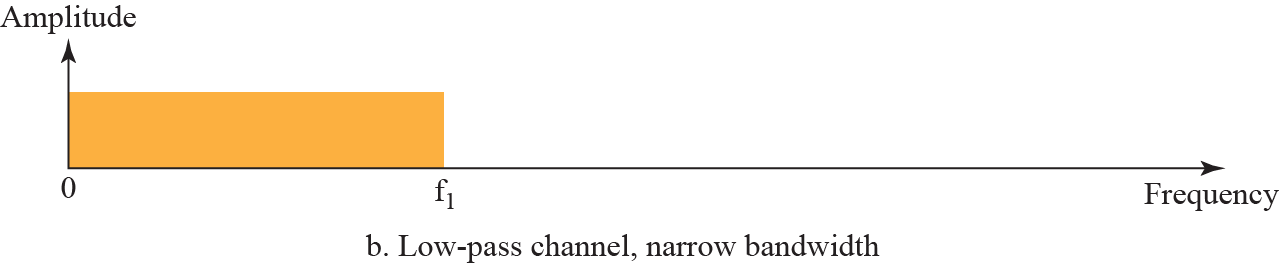 Amplitude
0
f₁
Frequency
b. Low-pass channel, narrow bandwidth